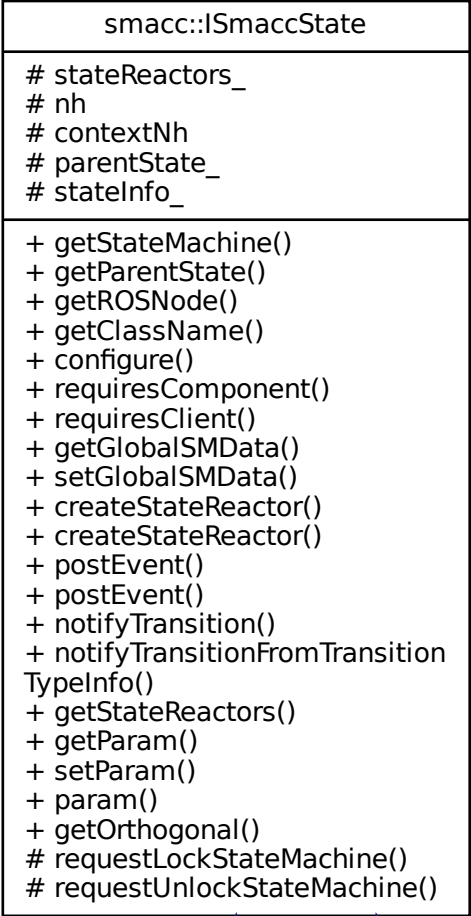 smacc::ISmaccState
# stateReactors_
# nh
# contextNh
# parentState_
# stateInfo_
+ getStateMachine()
+ getParentState()
+ getROSNode()
+ getClassName()
+ configure()
+ requiresComponent()
+ requiresClient()
+ getGlobalSMData()
+ setGlobalSMData()
+ createStateReactor()
+ createStateReactor()
+ postEvent()
+ postEvent()
+ notifyTransition()
+ notifyTransitionFromTransition
TypeInfo()
+ getStateReactors()
+ getParam()
+ setParam()
+ param()
+ getOrthogonal()
# requestLockStateMachine()
# requestUnlockStateMachine()